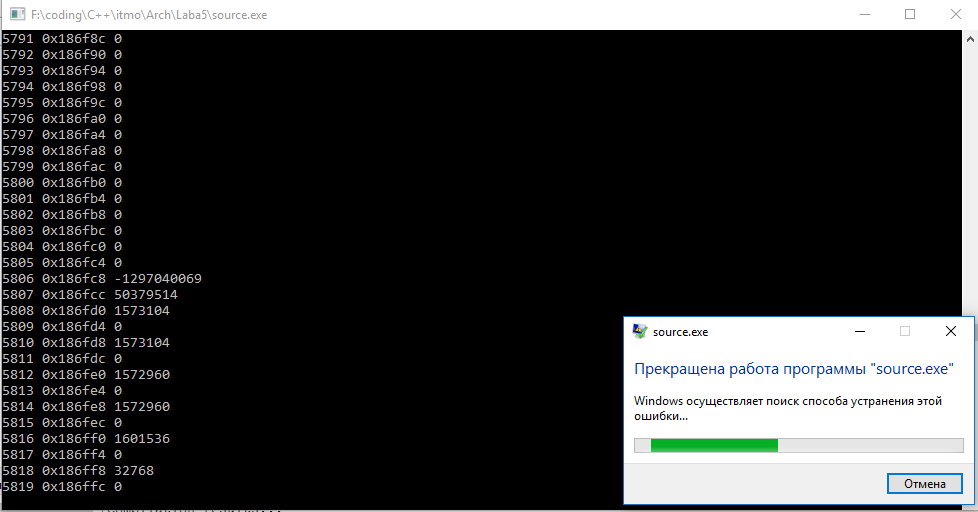 F:\coding\C++\itmo\Arch\Laba5\source.exe
5791 0x186f8c 0
5792 0x186f90 0
5793 0x186f94 0
5794 0x186f98 0
5795 0x186f9c 0
5796 0x186fa0 0
5797 0x186fa4 0
5798 0x186fa8 0
5799 0x186fac 0
5800 0x186fb0 0
5801 0x186fb4 0
5802 0x186fb8 0
5803 0x186fbc 0
5804 0x186fc0 0
5805 0x186fc4 0
5806 0x186fc8 -1297040069
5807 0x186fcc 50379514
5808 0x186fd0 1573104
5809 0x186fd4 0
5810 0x186fd8 1573104
5811 0x186fdc 0
5812 0x186fe0 1572960
5813 0x186fe4 0
5814 0x186fe8 1572960
5815 0x186fec 0
5816 0x186ff0 1601536
5817 0x186ff4 0
5818 0x186ff8 32768
5819 0x186ffc 0
source.exe
Прекращена работа программы "source.exe"
Windows осуществляет поиск способа устранения этой
ошибки...
Отмена